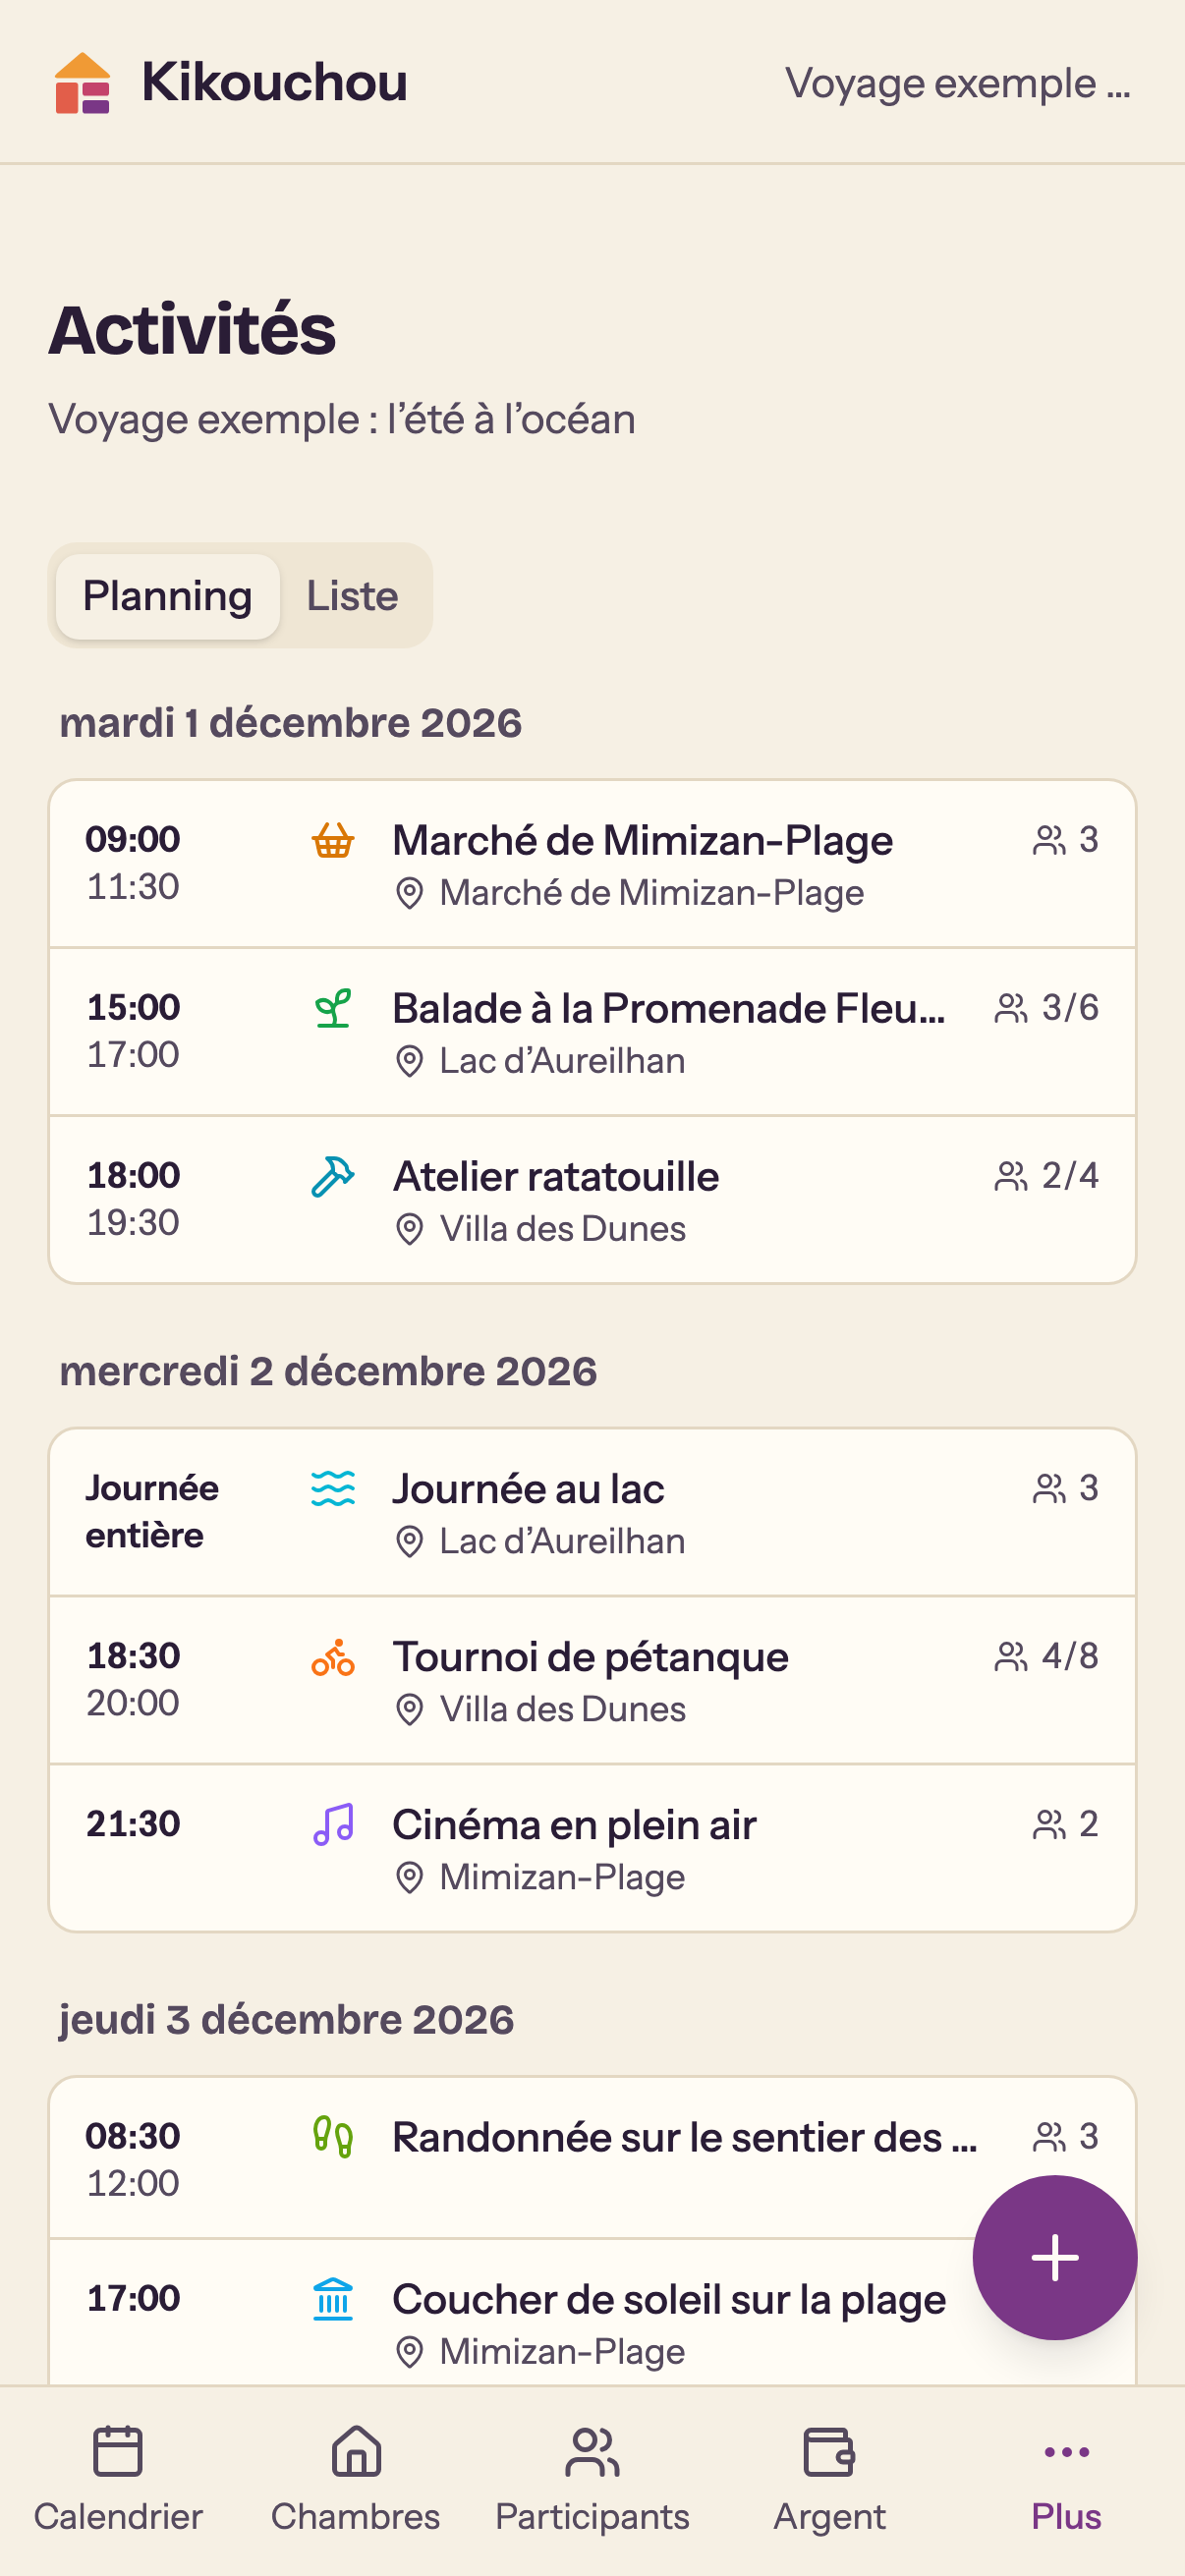 Kikouchou
Voyage exemple ...
Activités
Voyage exemple : l’été à l’océan
Planning
Liste
mardi 1 décembre 2026
09:00
Marché de Mimizan-Plage
3
11:30
Marché de Mimizan-Plage
15:00
Balade à la Promenade Fleu...
3/6
17:00
Lac d’Aureilhan
18:00
Atelier ratatouille
2/4
19:30
Villa des Dunes
mercredi 2 décembre 2026
Journée
entière
Journée au lac
3
Lac d’Aureilhan
18:30
Tournoi de pétanque
4/8
20:00
Villa des Dunes
21:30
Cinéma en plein air
2
Mimizan-Plage
jeudi 3 décembre 2026
08:30
Randonnée sur le sentier des ...
3
12:00
17:00
Coucher de soleil sur la plage
Mimizan-Plage
Calendrier
Chambres
Participants
Argent
Plus